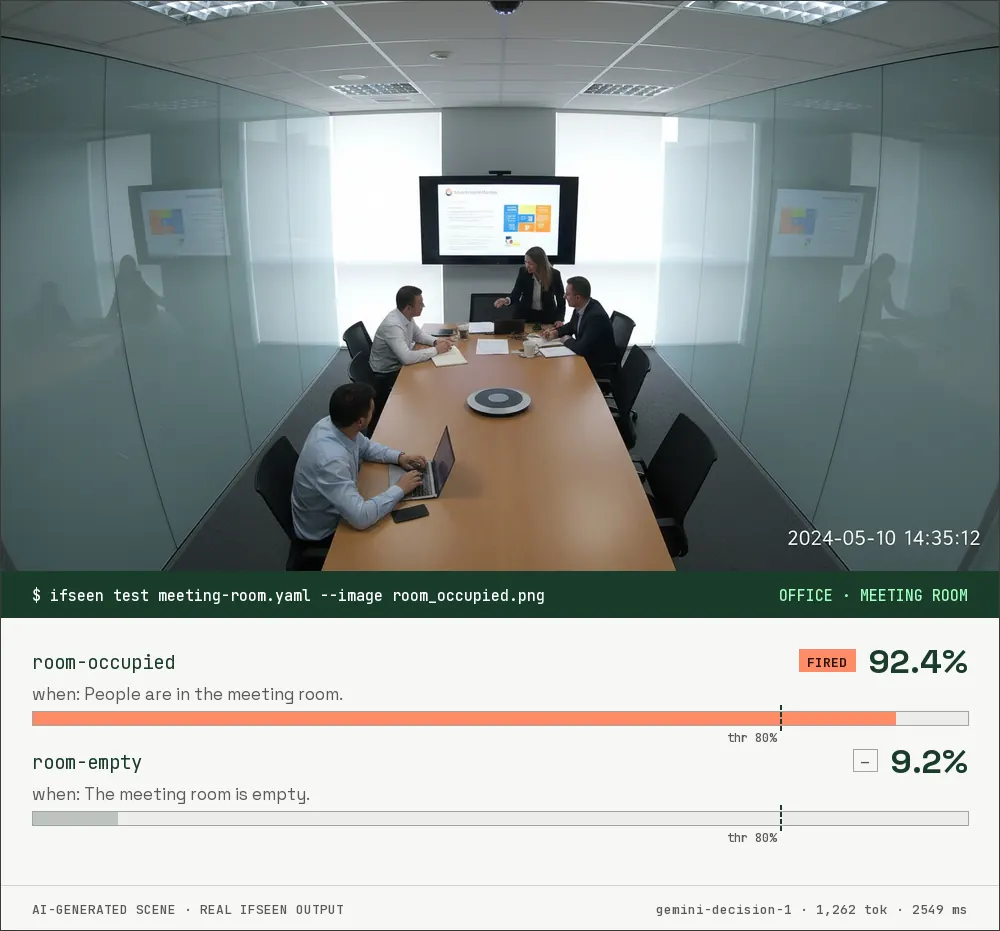 2024-05-10 14:35:12
$ ifseen test meeting-room.yaml --image room_occupied.png
OFFICE · MEETING ROOM
room-occupied
FIRED 92.4%
when: People are in the meeting room.
thr 80%
room-empty
– 9.2%
when: The meeting room is empty.
thr 80%
AI-GENERATED SCENE · REAL IFSEEN OUTPUT
gemini-decision-1 · 1,262 tok · 2549 ms